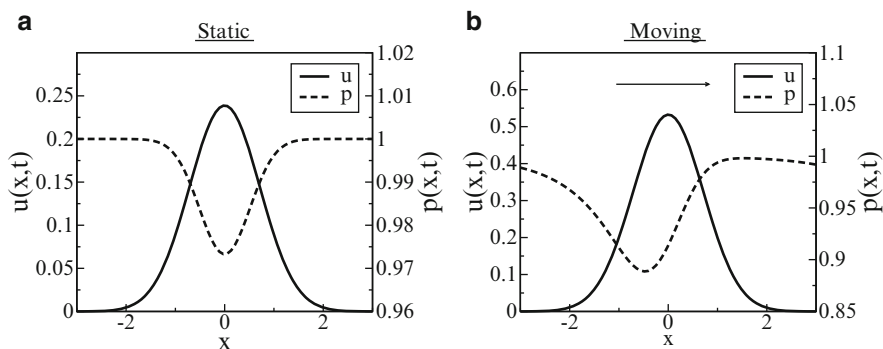 a
Static
u
p
0.25
0.2
0.15
0.1
0.05
0
u(x,t)
1.02
1.01
1
0.99
0.98
0.97
0.96
p(x,t)
-2
0
2
x
b
Moving
u
p
0.6
0.5
0.4
0.3
0.2
0.1
0
u(x,t)
1.1
1.05
1
0.95
0.9
0.85
p(x,t)
-2
0
2
x